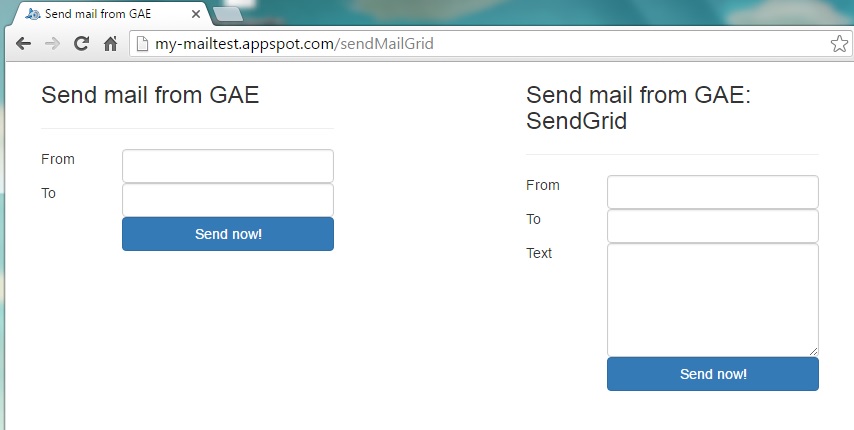 Send mail from GAE
my-mailtest.appspot.com/sendMailGrid
Send mail from GAE
From
To
Send now!
Send mail from GAE:
SendGrid
From
To
Text
Send now!